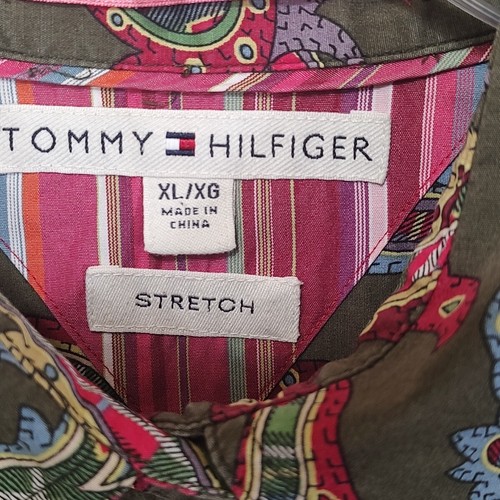 TOMMY HILFIGER
XL/XG
MADE IN
CHINA
STRETCH